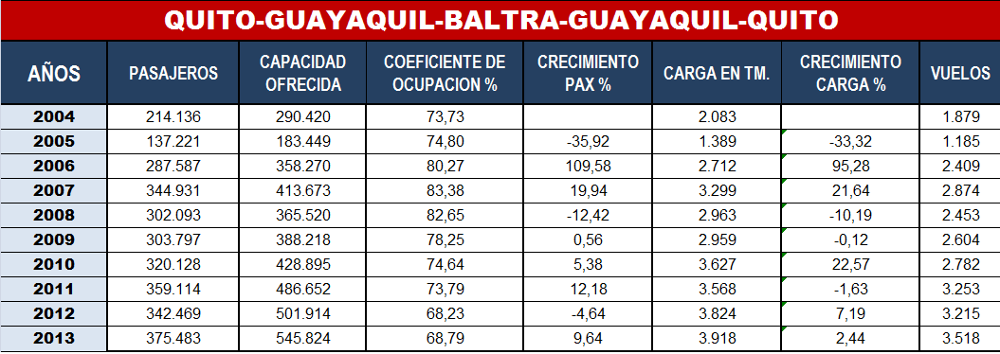 QUITO-GUAYAQUIL-BALTRA-GUAYAQUIL-QUITO
AÑOS PASAJEROS CAPACIDAD OFRECIDA COEFICIENTE DE OCUPACION % CRECIMIENTO PAX % CARGA EN TM. CRECIMIENTO CARGA % VUELOS
2004 214.136 290.420 73,73 2.083 1.879
2005 137.221 183.449 74,80 -35,92 1.389 -33,32 1.185
2006 287.587 358.270 80,27 109,58 2.712 95,28 2.409
2007 344.931 413.673 83,38 19,94 3.299 21,64 2.874
2008 302.093 365.520 82,65 -12,42 2.963 -10,19 2.453
2009 303.797 388.218 78,25 0,56 2.959 -0,12 2.604
2010 320.128 428.895 74,64 5,38 3.627 22,57 2.782
2011 359.114 486.652 73,79 12,18 3.568 -1,63 3.253
2012 342.469 501.914 68,23 -4,64 3.824 7,19 3.215
2013 375.483 545.824 68,79 9,64 3.918 2,44 3.518